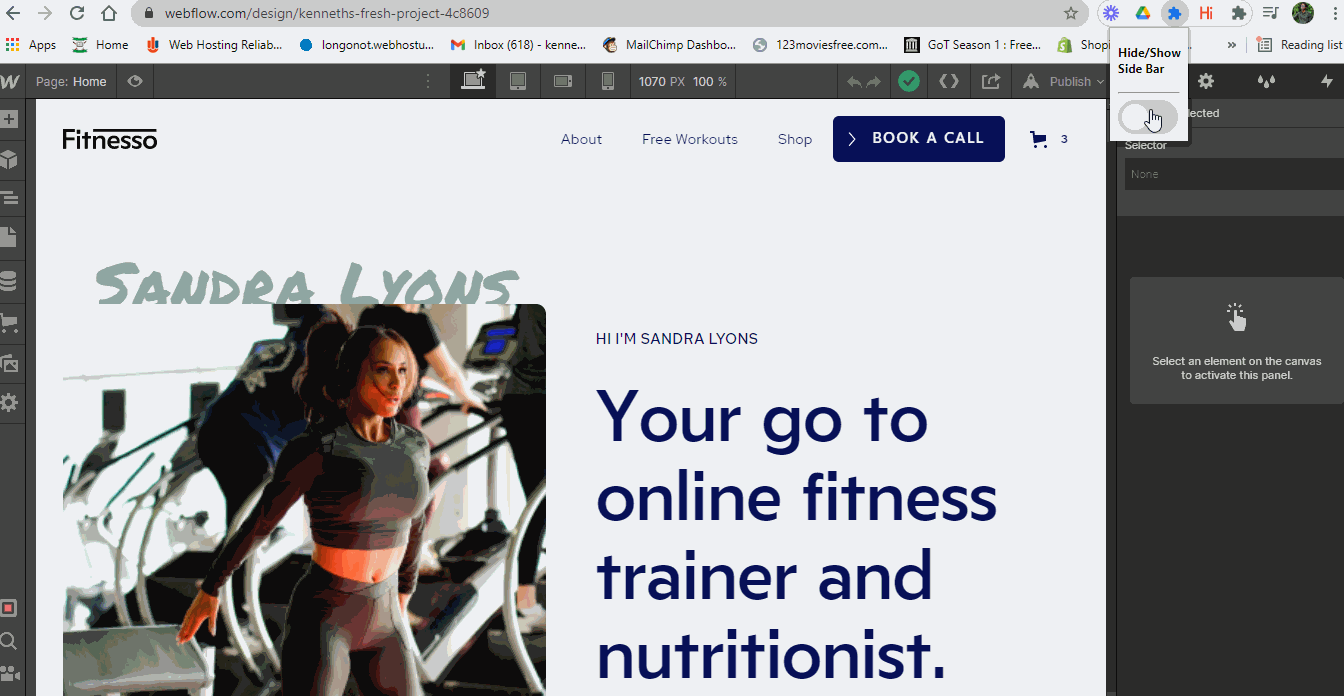 webflow.com/design/kenneths-fresh-project-4c8609
Hi
Apps
Home
Web Hosting Reliab...
longonot.webhostu...
Inbox (618) - kenne...
MailChimp Dashbo...
123moviesfree.com...
GoT Season 1 : Free...
Shopi
»
Reading list
Page: Home
1070 PX 100 %
Publish
Hide/Show
Side Bar
Selector
None
Select an element on the canvas
to activate this panel.
Fitnesso
About
Free Workouts
Shop
BOOK A CALL
3
SANDRA LYONS
HI I'M SANDRA LYONS
Your go to
online fitness
trainer and
nutritionist.